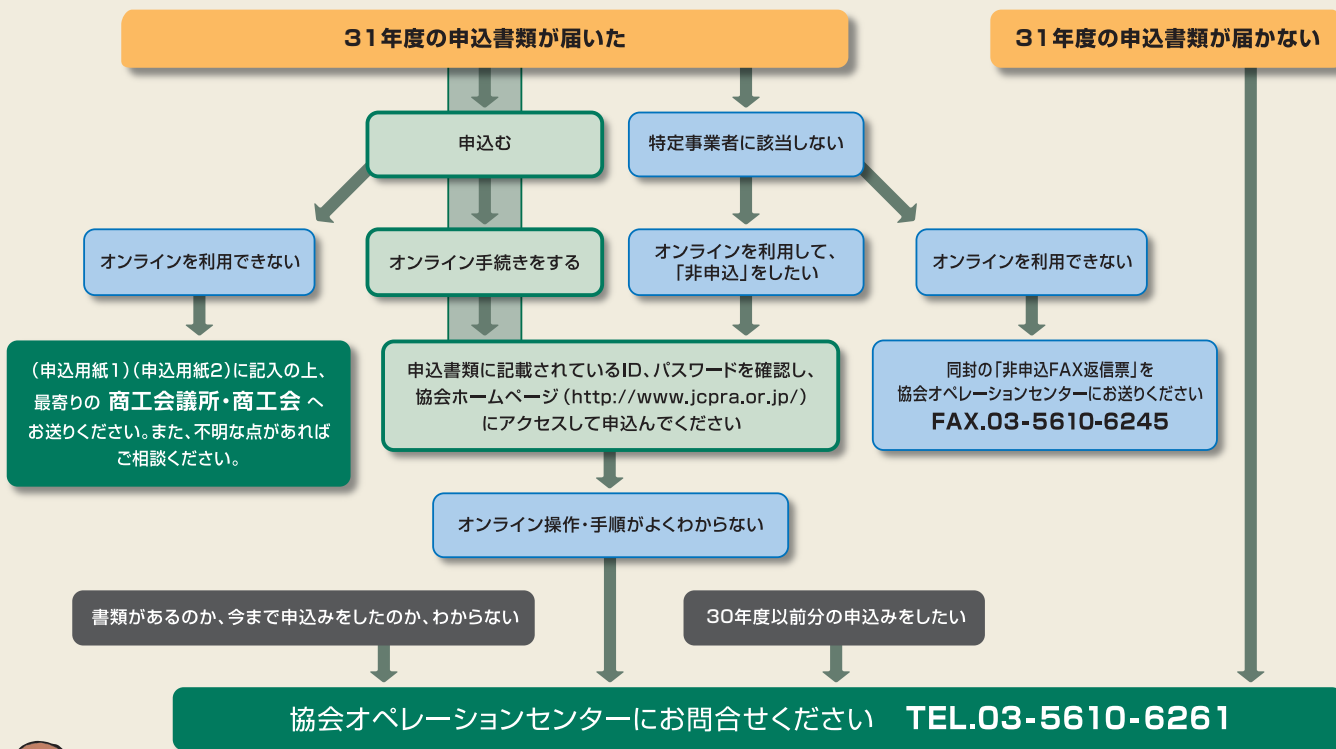 31年度の申込書類が届いた
31年度の申込書類が届かない
申込む
特定事業者に該当しない
オンラインを利用できない
オンライン手続きをする
オンラインを利用して、
「非申込」をしたい
オンラインを利用できない
(申込用紙1)(申込用紙2)に記入の上、
最寄りの 商工会議所・商工会 へ
お送りください。また、不明な点があれば
ご相談ください。
申込書類に記載されているID、パスワードを確認し、
協会ホームページ(http://www.jcpra.or.jp/)
にアクセスして申込んでください
同封の「非申込FAX返信票」を
協会オペレーションセンターにお送りください
FAX.03-5610-6245
オンライン操作・手順がよくわからない
書類があるのか、今まで申込みをしたのか、わからない
30年度以前分の申込みをしたい
協会オペレーションセンターにお問合せください TEL.03-5610-6261